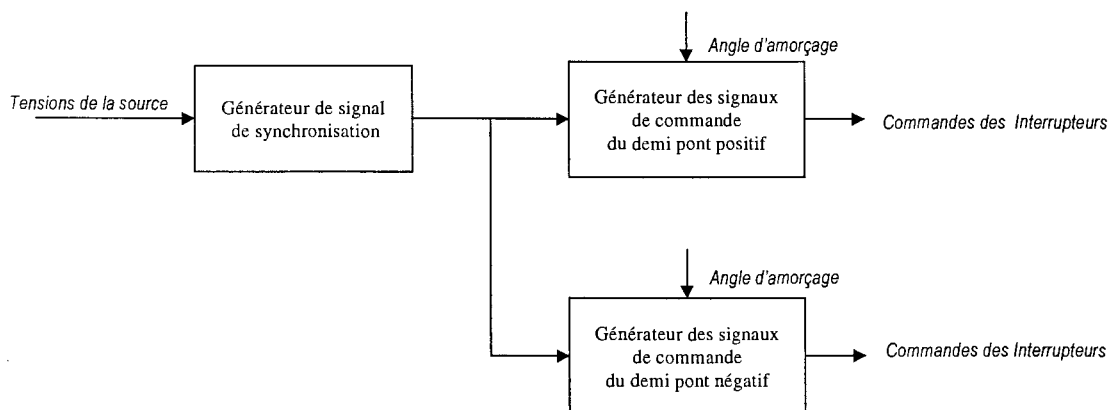 Angle d'amorçage
Tensions de la source
Générateur de signal
de synchronisation
Générateur des signaux
de commande
du demi pont positif
Commandes des Interrupteurs
Angle d'amorçage
Générateur des signaux
de commande
du demi pont négatif
Commandes des Interrupteurs